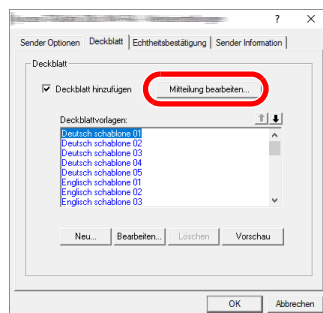 Sender Optionen Deckblatt Echtheitsbestätigung Sender Information
Deckblatt
Deckblatt hinzufügen Mitteilung bearbeiten...
Deckblattvorlagen:
Deutsch schablone 01
Deutsch schablone 02
Deutsch schablone 03
Deutsch schablone 04
Deutsch schablone 05
Englisch schablone 01
Englisch schablone 02
Englisch schablone 03
Neu... Bearbeiten... Löschen Vorschau
OK Abbrechen